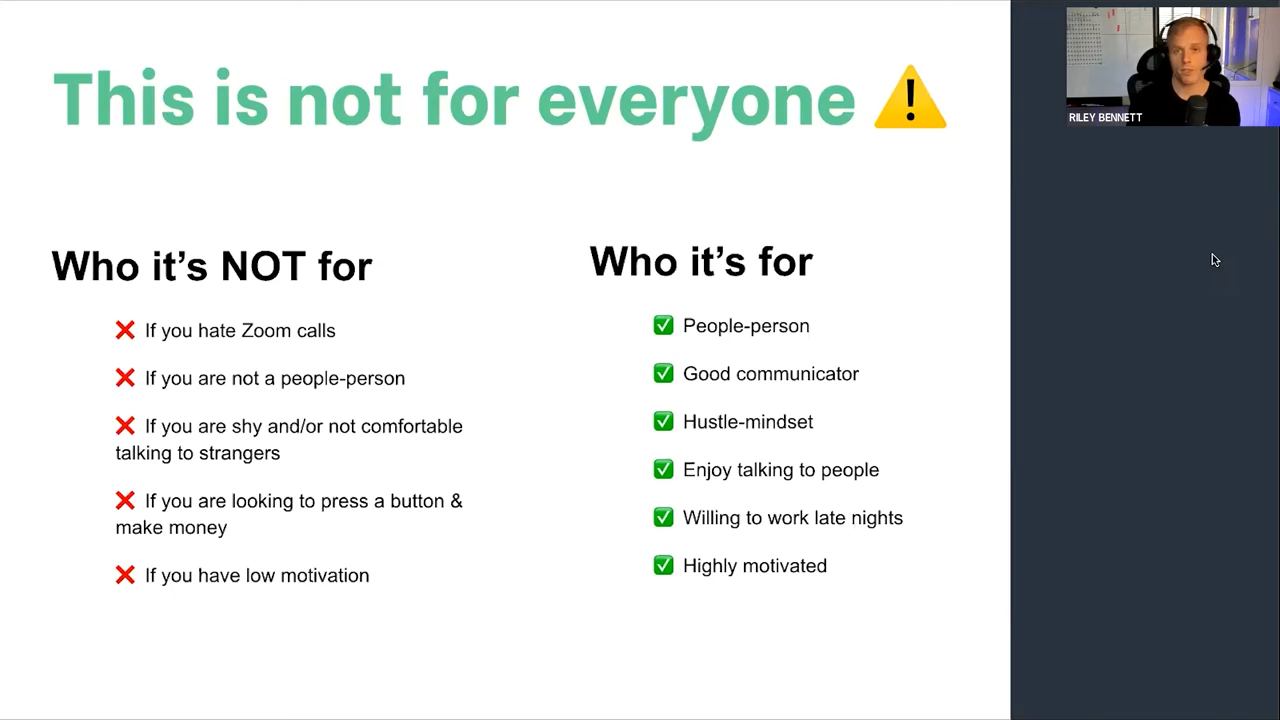 This is not for everyone ⚠️
RILEY BENNETT
Who it's NOT for
❌ If you hate Zoom calls
❌ If you are not a people-person
❌ If you are shy and/or not comfortable
talking to strangers
❌ If you are looking to press a button &
make money
❌ If you have low motivation
Who it's for
✅ People-person
✅ Good communicator
✅ Hustle-mindset
✅ Enjoy talking to people
✅ Willing to work late nights
✅ Highly motivated